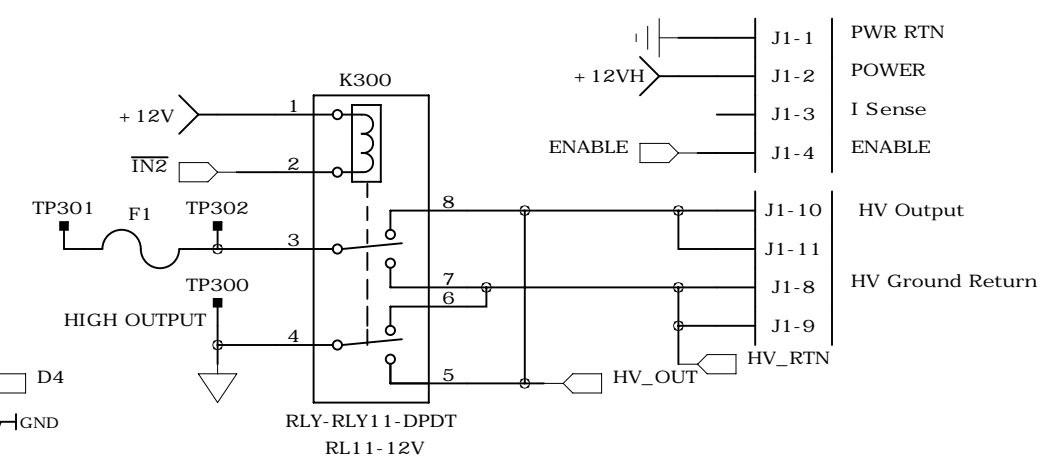 J1-1 PWR RTN
K300
+12VH J1-2 POWER
+12V 1
J1-3 I Sense
ENABLE J1-4 ENABLE
IN2 2
TP301 F1 TP302 8 J1-10 HV Output
3 J1-11
TP300 7 J1-8 HV Ground Return
6
HIGH OUTPUT 4 J1-9
HV_RTN
D4 5 HV_OUT
GND
RLY-RLY11-DPDT
RL11-12V